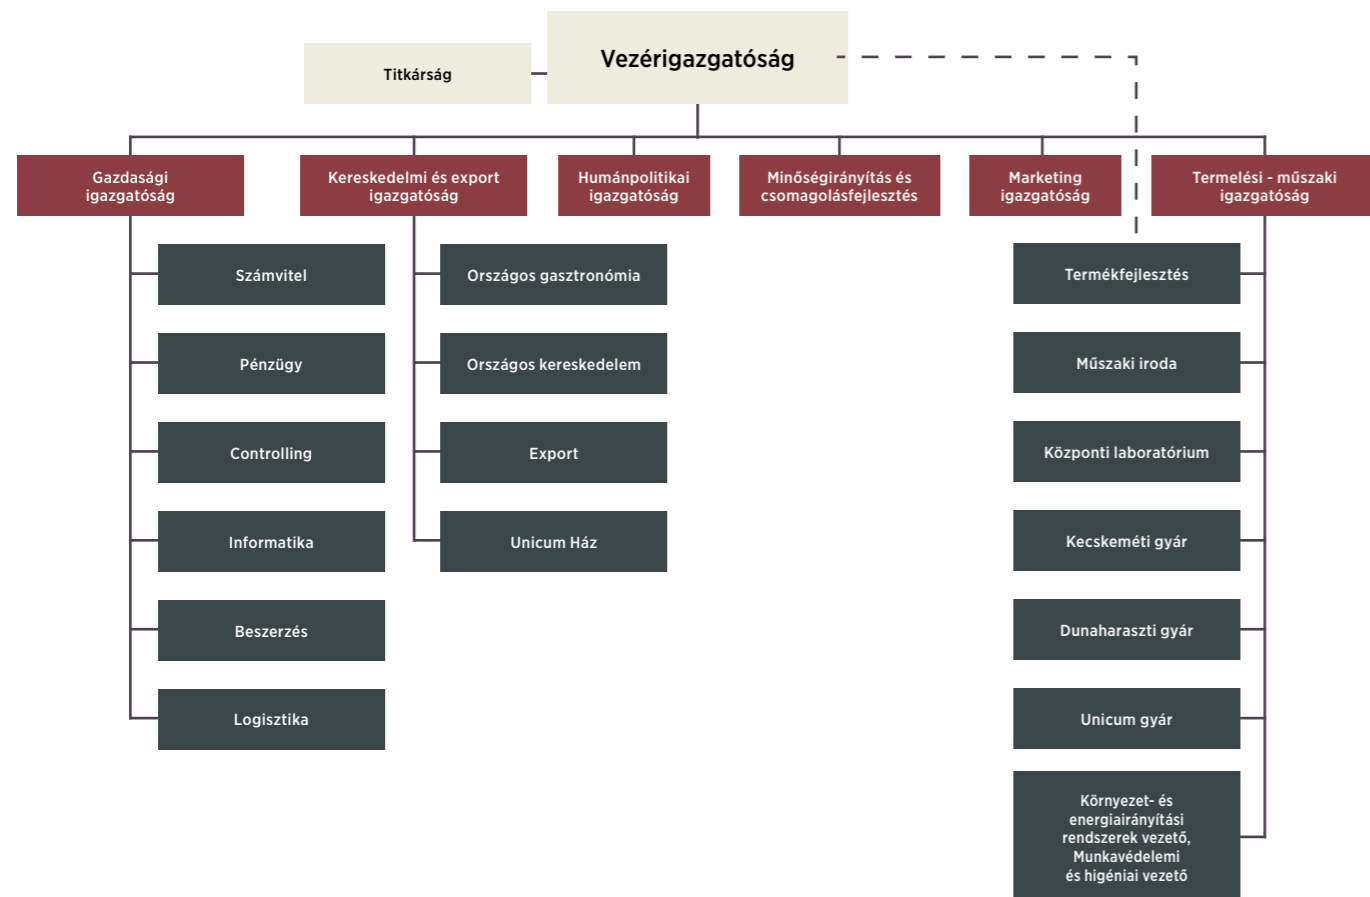 Vezérigazgatóság
Titkárság
Gazdasági
igazgatóság
Kereskedelmi és export
igazgatóság
Humánpolitikai
igazgatóság
Minőségirányítás és
csomagolásfejlesztés
Marketing
igazgatóság
Termelési - műszaki
igazgatóság
Számvitel
Pénzügy
Controlling
Informatika
Beszerzés
Logisztika
Országos gasztronómia
Országos kereskedelem
Export
Unicum Ház
Termékfejlesztés
Műszaki iroda
Központi laboratórium
Kecskeméti gyár
Dunaharaszti gyár
Unicum gyár
Környezet- és
energiairányítási
rendszerek vezető,
Munkavédelemi
és higéniai vezető